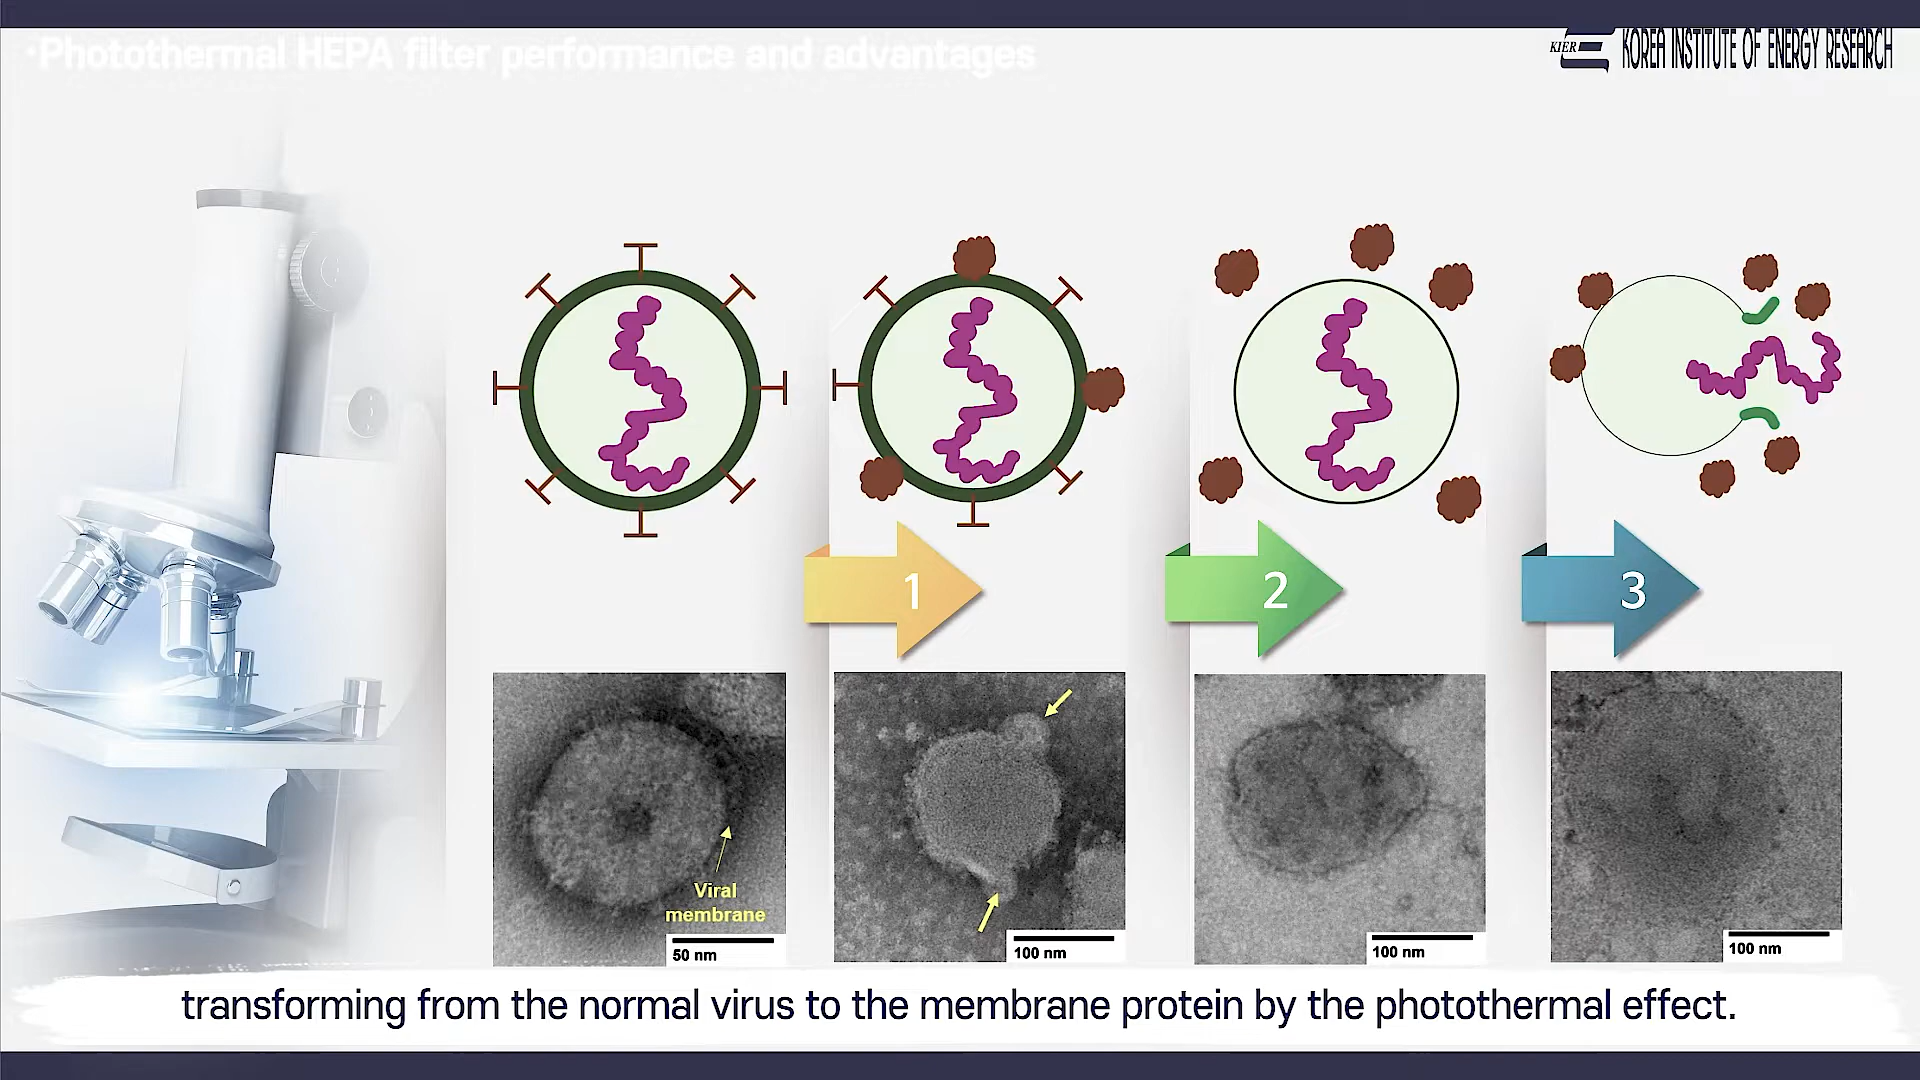 ·Photothermal HEPA filter performance and advantages
KIER KOREA INSTITUTE OF ENERGY RESEARCH
1
2
3
Viral
membrane
50 nm
100 nm
100 nm
100 nm
transforming from the normal virus to the membrane protein by the photothermal effect.